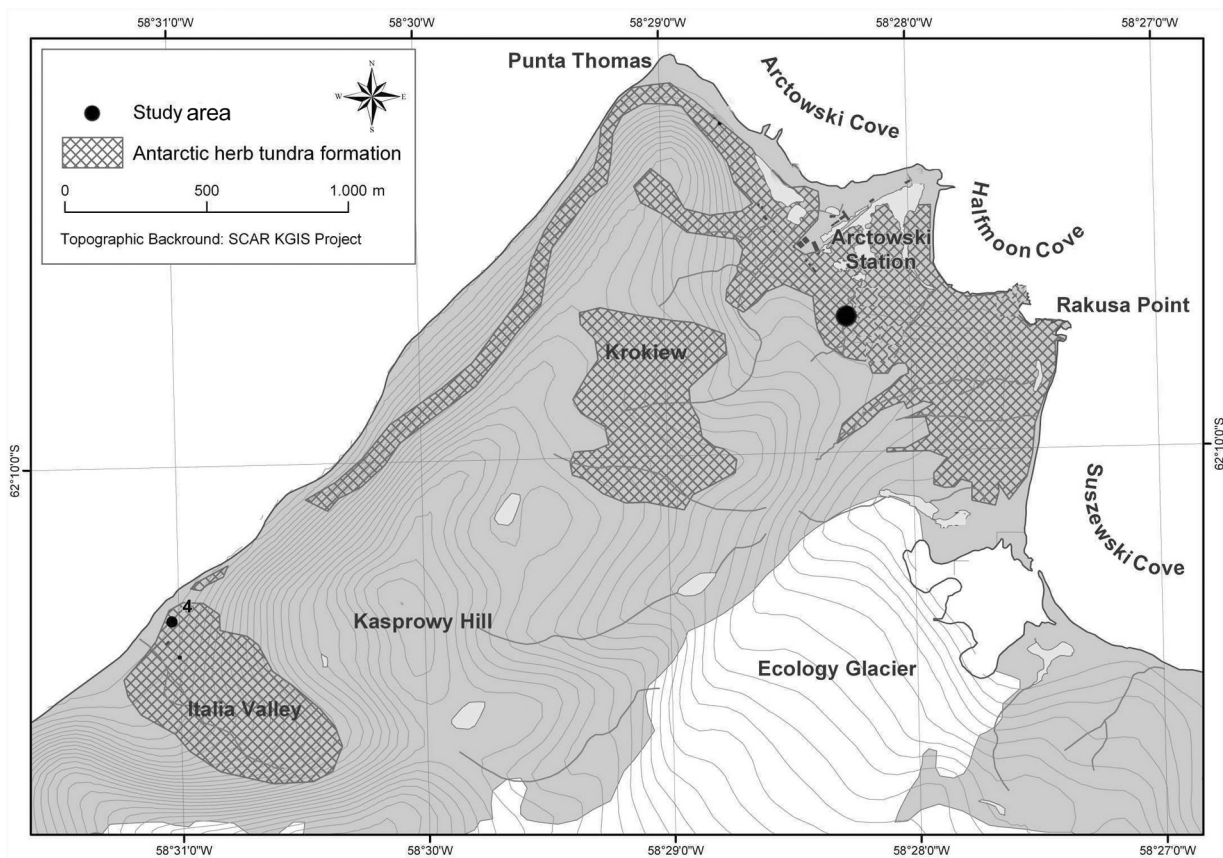 58°31'0"W
58°30'0"W
58°29'0"W
58°28'0"W
58°27'0"W
N
W
E
S
Study area
Antarctic herb tundra formation
0
500
1.000 m
Topographic Backround: SCAR KGIS Project
Punta Thomas
Arctowski Cove
Halfmoon Cove
Arctowski
Station
Rakusa Point
Krokiew
62°10'0"S
62°10'0"S
Suszewski Cove
4
Kasprowy Hill
Ecology Glacier
Italia Valley
58°31'0"W
58°30'0"W
58°29'0"W
58°28'0"W
58°27'0"W